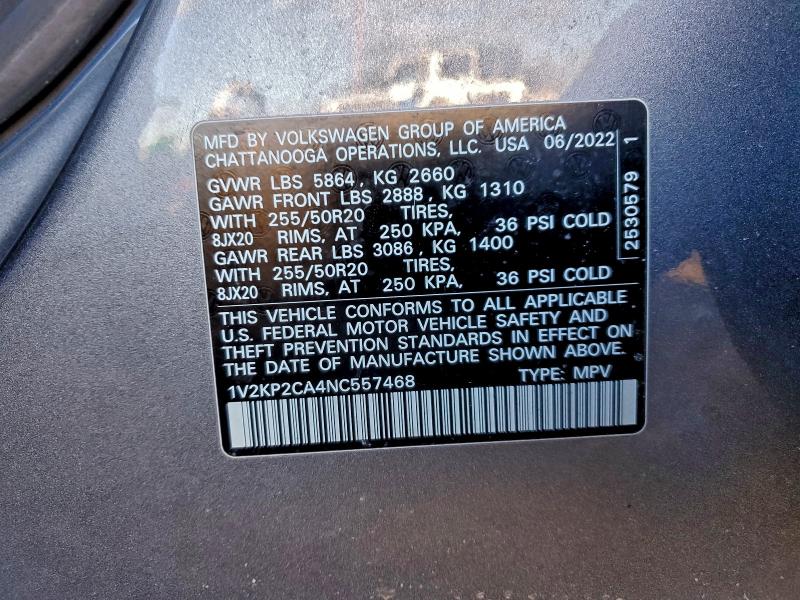 MFD BY VOLKSWAGEN GROUP OF AMERICA
CHATTANOOGA OPERATIONS, LLC. USA 06/2022
GVWR LBS 5864, KG 2660
GAWR FRONT LBS 2888, KG 1310
WITH 255/50R20 TIRES,
8JX20 RIMS, AT 250 KPA, 36 PSI COLD
GAWR REAR LBS 3086, KG 1400
WITH 255/50R20 TIRES,
8JX20 RIMS, AT 250 KPA, 36 PSI COLD
THIS VEHICLE CONFORMS TO ALL APPLICABLE
U.S. FEDERAL MOTOR VEHICLE SAFETY AND
THEFT PREVENTION STANDARDS IN EFFECT ON
THE DATE OF MANUFACTURE SHOWN ABOVE.
1V2KP2CA4NC557468 TYPE: MPV
2530579 1